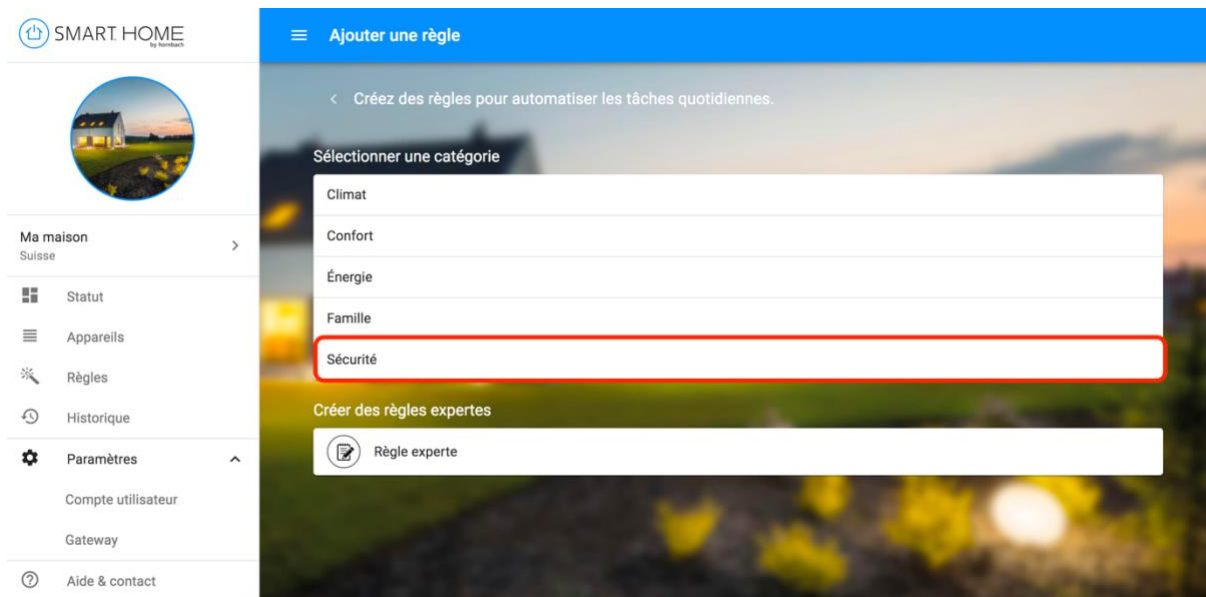 SMART HOME
by hornbach
Ajouter une règle
Créez des règles pour automatiser les tâches quotidiennes.
Sélectionner une catégorie
Climat
Confort
Énergie
Famille
Sécurité
Créer des règles expertes
Règle experte
Ma maison
Suisse
Statut
Appareils
Règles
Historique
Paramètres
Compte utilisateur
Gateway
Aide & contact